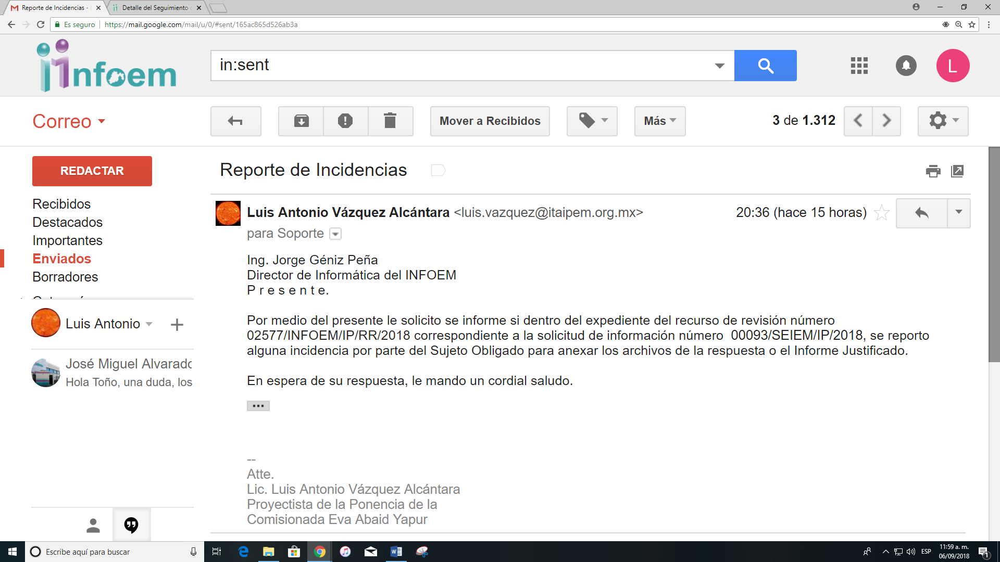 Reporte de Incidencias -
Detalle del Seguimiento
Es seguro
https://mail.google.com/mail/u/0/#sent/165ac865d526ab3a
infoem
in:sent
L
Correo
Mover a Recibidos
Más
3 de 1.312
REDACTAR
Recibidos
Destacados
Importantes
Enviados
Borradores
Luis Antonio
José Miguel Alvarado
Hola Toño, una duda, los
Reporte de Incidencias
Luis Antonio Vázquez Alcántara <luis.vazquez@itaipem.org.mx>
20:36 (hace 15 horas)
para Soporte
Ing. Jorge Géniz Peña
Director de Informática del INFOEM
P r e s e n t e.
Por medio del presente le solicito se informe si dentro del expediente del recurso de revisión número
02577/INFOEM/IP/RR/2018 correspondiente a la solicitud de información número  00093/SEIEM/IP/2018, se reporto
alguna incidencia por parte del Sujeto Obligado para anexar los archivos de la respuesta o el Informe Justificado.
En espera de su respuesta, le mando un cordial saludo.
--
Atte.
Lic. Luis Antonio Vázquez Alcántara
Proyectista de la Ponencia de la
Comisionada Eva Abaid Yapur
Escribe aquí para buscar
ESP
11:59 a. m.
06/09/2018
1